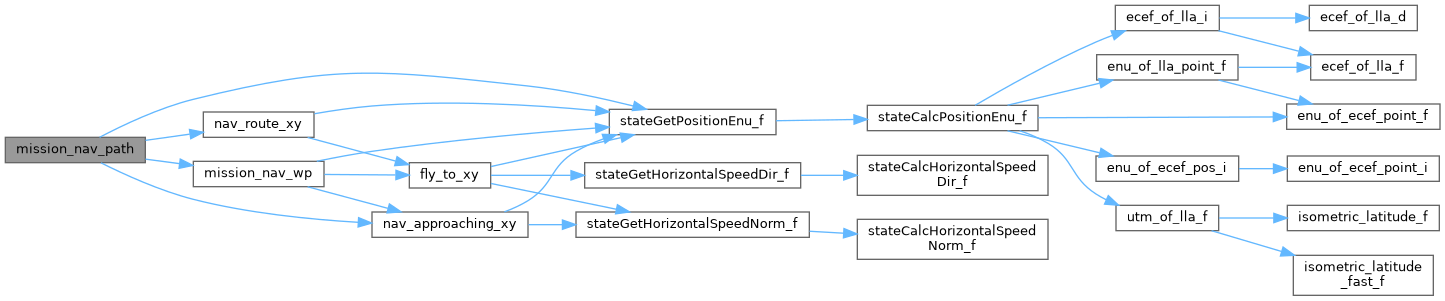 mission_nav_path
nav_route_xy
mission_nav_wp
fly_to_xy
nav_approaching_xy
stateGetPositionEnu_f
stateGetHorizontalSpeedDir_f
stateGetHorizontalSpeedNorm_f
stateCalcPositionEnu_f
stateCalcHorizontalSpeed
Dir_f
stateCalcHorizontalSpeed
Norm_f
ecef_of_lla_i
enu_of_lla_point_f
enu_of_ecef_pos_i
utm_of_lla_f
ecef_of_lla_d
ecef_of_lla_f
enu_of_ecef_point_f
enu_of_ecef_point_i
isometric_latitude_f
isometric_latitude
_fast_f